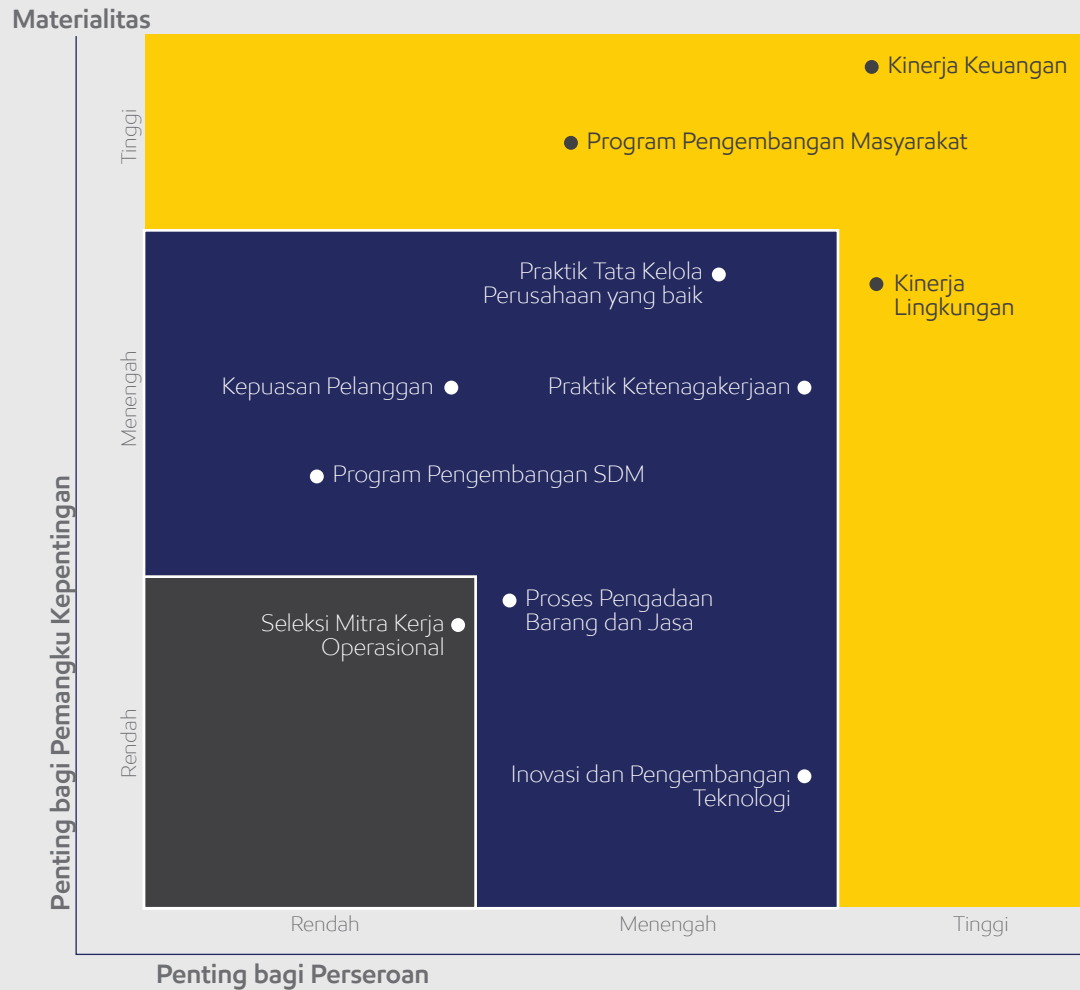 Materialitas
Kinerja Keuangan
Tinggi
Program Pengembangan Masyarakat
Praktik Tata Kelola
Perusahaan yang baik
Kinerja
Lingkungan
Menengah
Kepuasan Pelanggan
Praktik Ketenagakerjaan
Program Pengembangan SDM
Penting bagi Pemangku Kepentingan
Proses Pengadaan
Barang dan Jasa
Seleksi Mitra Kerja
Operasional
Rendah
Inovasi dan Pengembangan
Teknologi
Rendah
Menengah
Tinggi
Penting bagi Perseroan